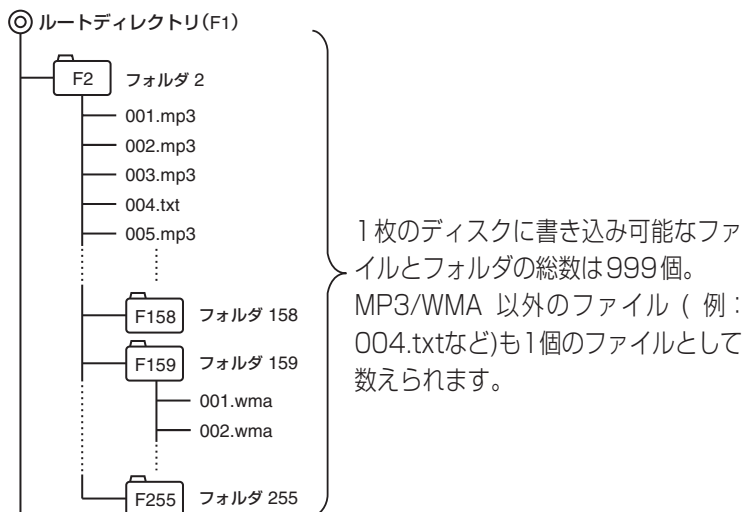 ルートディレクトリ(F1)
F2 フォルダ 2
001.mp3
002.mp3
003.mp3
004.txt
005.mp3
F158 フォルダ 158
F159 フォルダ 159
001.wma
002.wma
F255 フォルダ 255
1枚のディスクに書き込み可能なファ
イルとフォルダの総数は999個。
MP3/WMA 以外のファイル ( 例：
004.txtなど)も1個のファイルとして
数えられます。